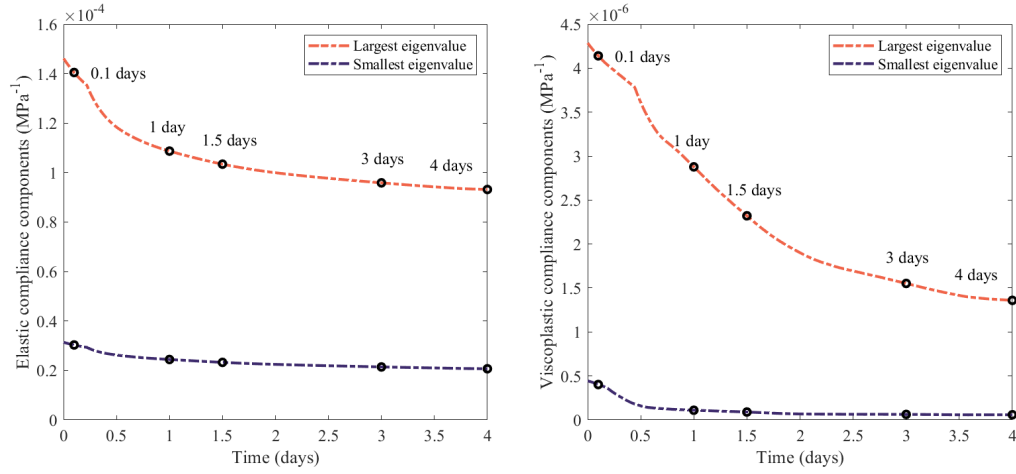 ×10⁻⁴
1.6
1.4
1.2
1
0.8
0.6
0.4
0.2
0
Elastic compliance components (MPa⁻¹)
Largest eigenvalue
Smallest eigenvalue
0.1 days
1 day
1.5 days
3 days
4 days
0
0.5
1
1.5
2
2.5
3
3.5
4
Time (days)
×10⁻⁶
4.5
4
3.5
3
2.5
2
1.5
1
0.5
0
Viscoplastic compliance components (MPa⁻¹)
Largest eigenvalue
Smallest eigenvalue
0.1 days
1 day
1.5 days
3 days
4 days
0
0.5
1
1.5
2
2.5
3
3.5
4
Time (days)